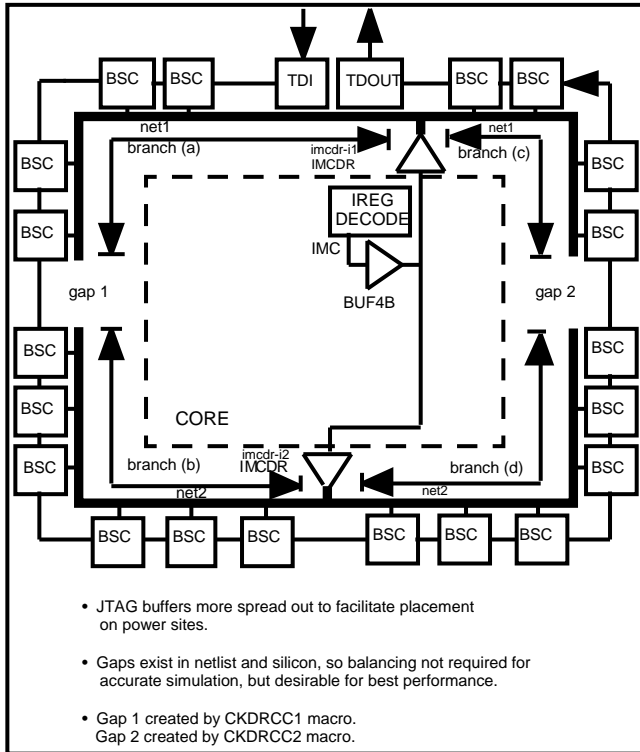 BSC BSC TDI TDOUT BSC BSC
net1 net1
BSC branch (a) imcdr-i1 branch (c) BSC
IMCDR
BSC IREG BSC
DECODE
IMC
gap 1 gap 2
BUF4B
BSC BSC
BSC BSC
CORE
BSC imcdr-i2 BSC
branch (b) IMCDR branch (d)
net2 net2
BSC BSC BSC BSC BSC BSC
• JTAG buffers more spread out to facilitate placement
on power sites.
• Gaps exist in netlist and silicon, so balancing not required for
accurate simulation, but desirable for best performance.
• Gap 1 created by CKDRCC1 macro.
Gap 2 created by CKDRCC2 macro.